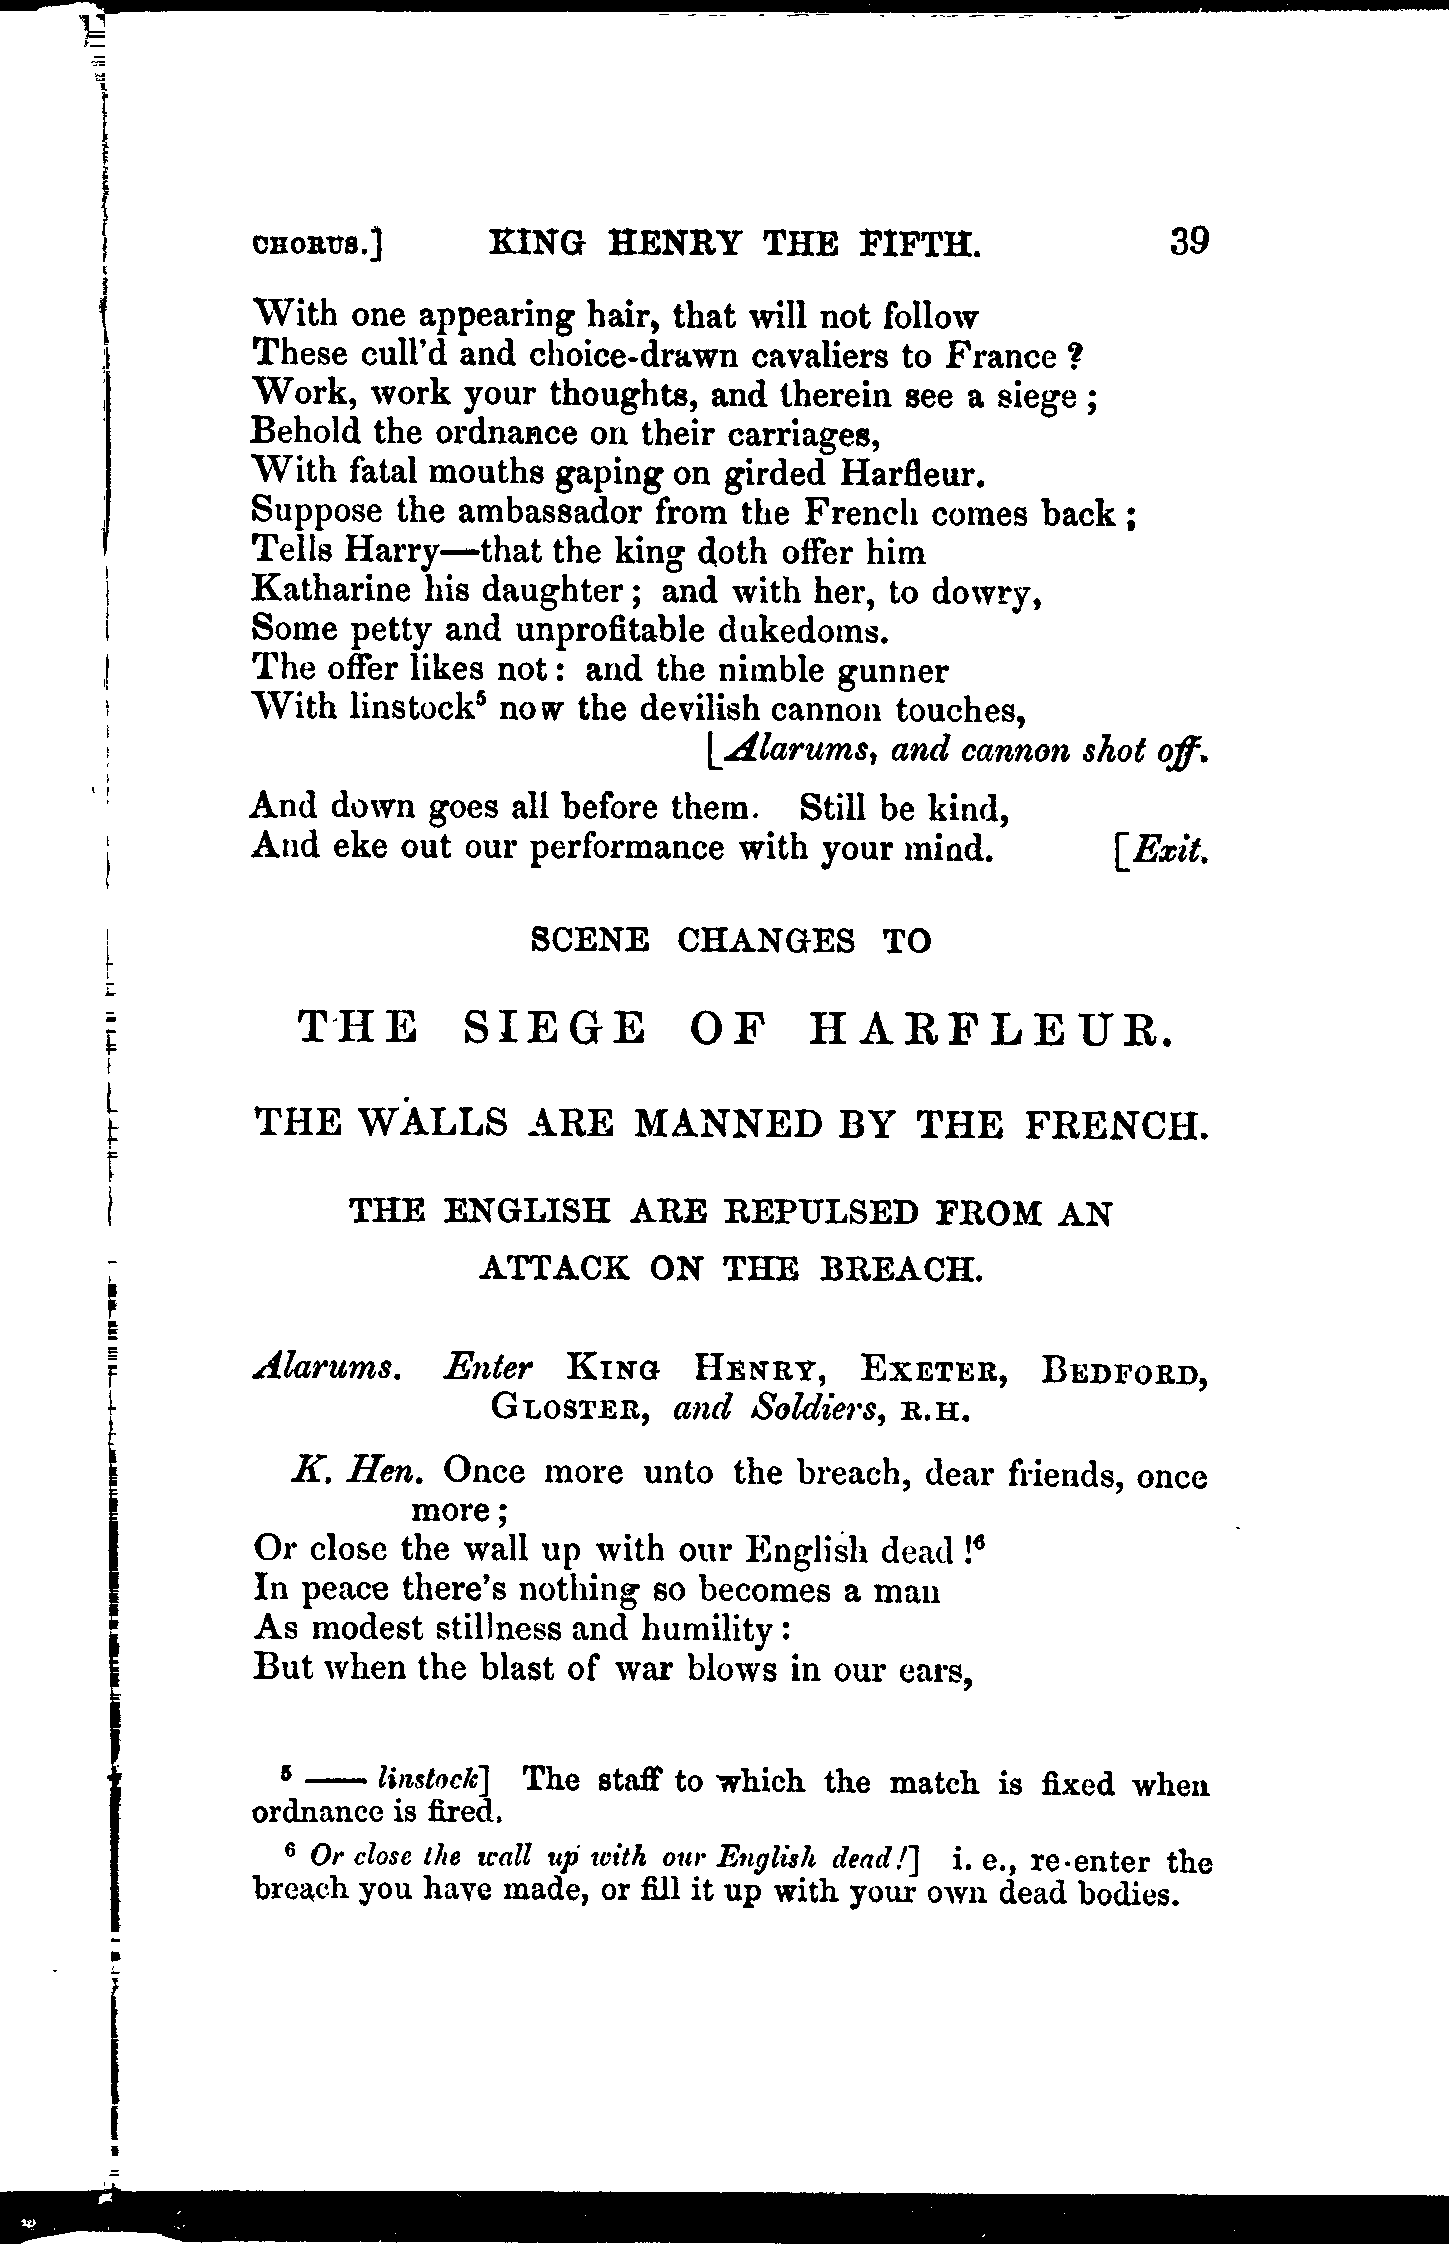 CHORUS.] KING HENRY THE FIFTH. 39
With one appearing hair, that will not follow
These cull'd and choice-drawn cavaliers to France ?
Work, work your thoughts, and therein see a siege ;
Behold the ordnance on their carriages,
With fatal mouths gaping on girded Harfleur.
Suppose the ambassador from the French comes back ;
Tells Harry—that the king doth offer him
Katharine his daughter ; and with her, to dowry,
Some petty and unprofitable dukedoms.
The offer likes not : and the nimble gunner
With linstock⁵ now the devilish cannon touches,
[Alarums, and cannon shot off.
And down goes all before them. Still be kind,
And eke out our performance with your mind. [Exit.
SCENE CHANGES TO
THE SIEGE OF HARFLEUR.
THE WALLS ARE MANNED BY THE FRENCH.
THE ENGLISH ARE REPULSED FROM AN
ATTACK ON THE BREACH.
Alarums. Enter KING HENRY, EXETER, BEDFORD,
GLOSTER, and Soldiers, R.H.
K. Hen. Once more unto the breach, dear friends, once
more ;
Or close the wall up with our English dead !⁶
In peace there's nothing so becomes a man
As modest stillness and humility :
But when the blast of war blows in our ears,
⁵ —— linstock] The staff to which the match is fixed when
ordnance is fired.
⁶ Or close the wall up with our English dead!] i. e., re-enter the
breach you have made, or fill it up with your own dead bodies.